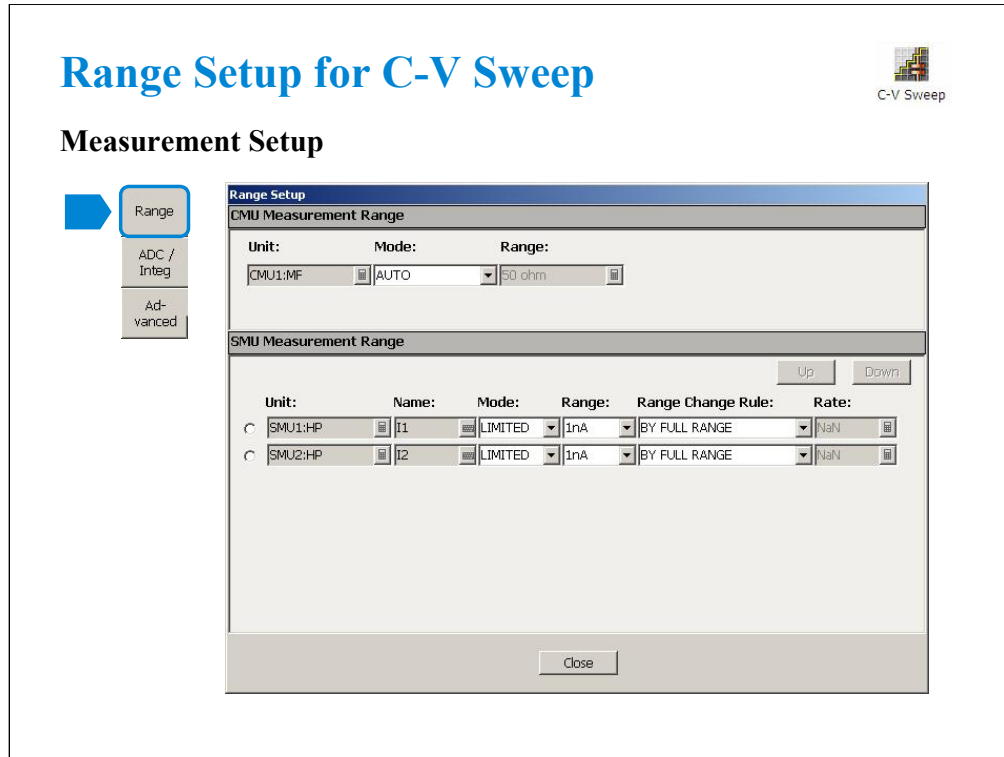 Range Setup for C-V Sweep
C-V Sweep
Measurement Setup
Range
ADC /
Integ
Ad-
vanced
Range Setup
CMU Measurement Range
Unit: Mode: Range:
CMU1:MF AUTO 50 ohm
SMU Measurement Range
Up Down
Unit: Name: Mode: Range: Range Change Rule: Rate:
SMU1:HP I1 LIMITED 1nA BY FULL RANGE NaN
SMU2:HP I2 LIMITED 1nA BY FULL RANGE NaN
Close